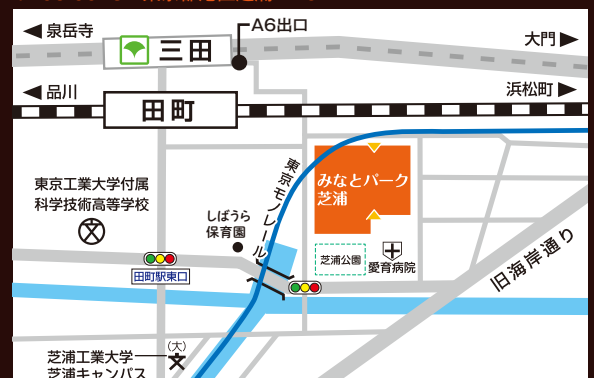 泉岳寺
A6出口
三田
大門
品川
浜松町
田町
東京モノレール
みなとパーク
芝浦
東京工業大学付属
科学技術高等学校
しばうら
保育園
芝浦公園
愛育病院
旧海岸通り
田町駅東口
(大)
文
芝浦工業大学
芝浦キャンパス